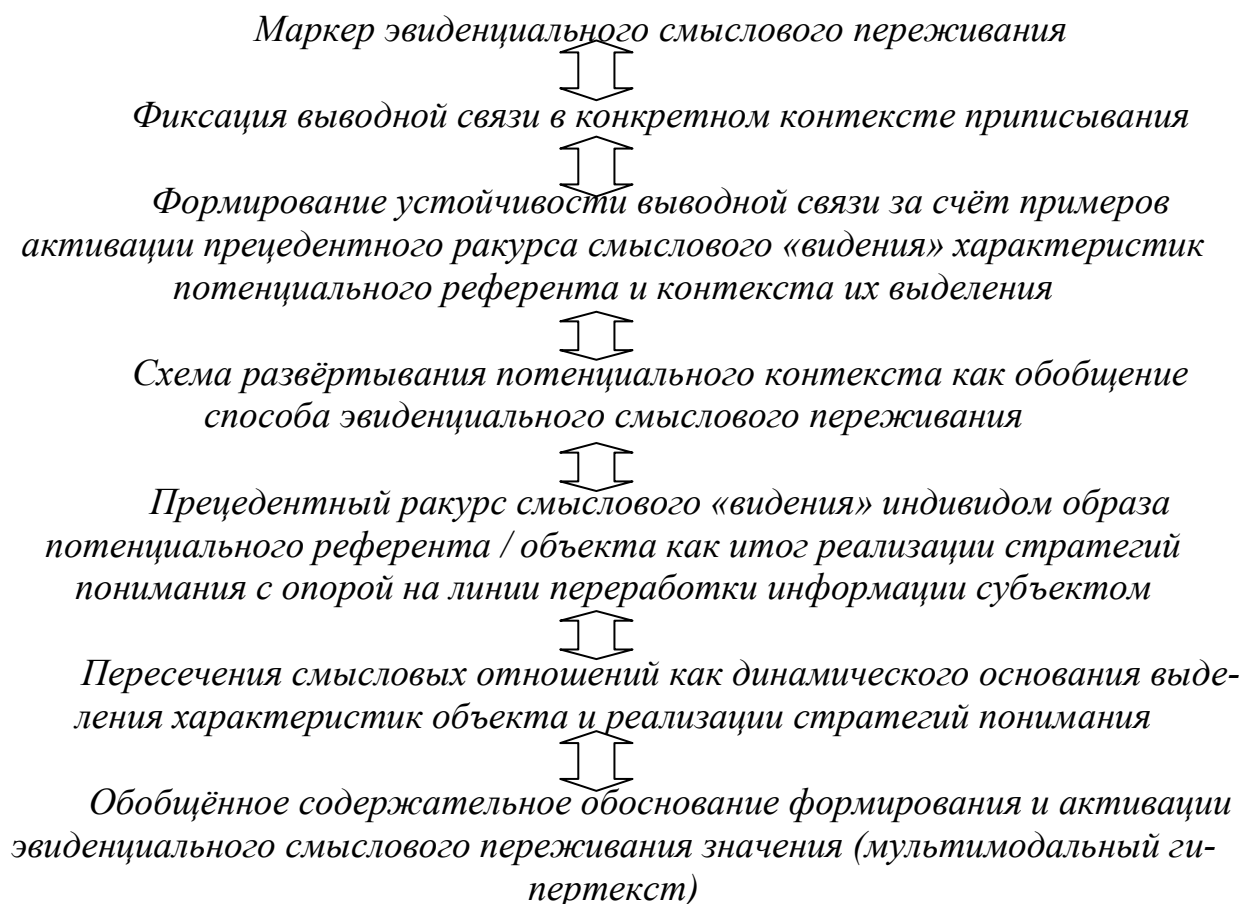 Маркер эвиденциального смыслового переживания
Фиксация выводной связи в конкретном контексте приписывания
Формирование устойчивости выводной связи за счёт примеров
активации прецедентного ракурса смыслового «видения» характеристик
потенциального референта и контекста их выделения
Схема развёртывания потенциального контекста как обобщение
способа эвиденциального смыслового переживания
Прецедентный ракурс смыслового «видения» индивидом образа
потенциального референта / объекта как итог реализации стратегий
понимания с опорой на линии переработки информации субъектом
Пересечения смысловых отношений как динамического основания выде-
ления характеристик объекта и реализации стратегий понимания
Обобщённое содержательное обоснование формирования и активации
эвиденциального смыслового переживания значения (мультимодальный ги-
пертекст)